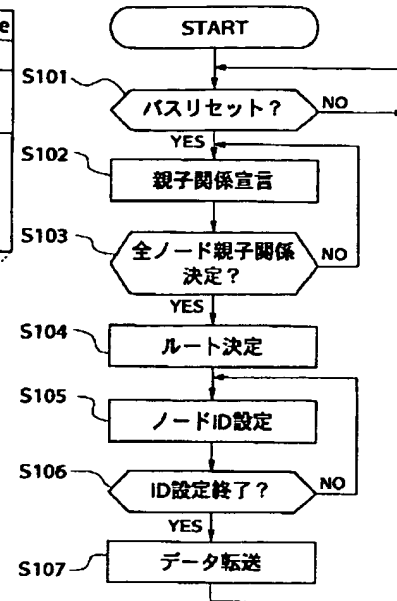 e
START
S101
バスリセット？
NO
YES
S102
親子関係宣言
S103
全ノード親子関係
決定？
NO
YES
S104
ルート決定
S105
ノードID設定
S106
ID設定終了？
NO
YES
S107
データ転送